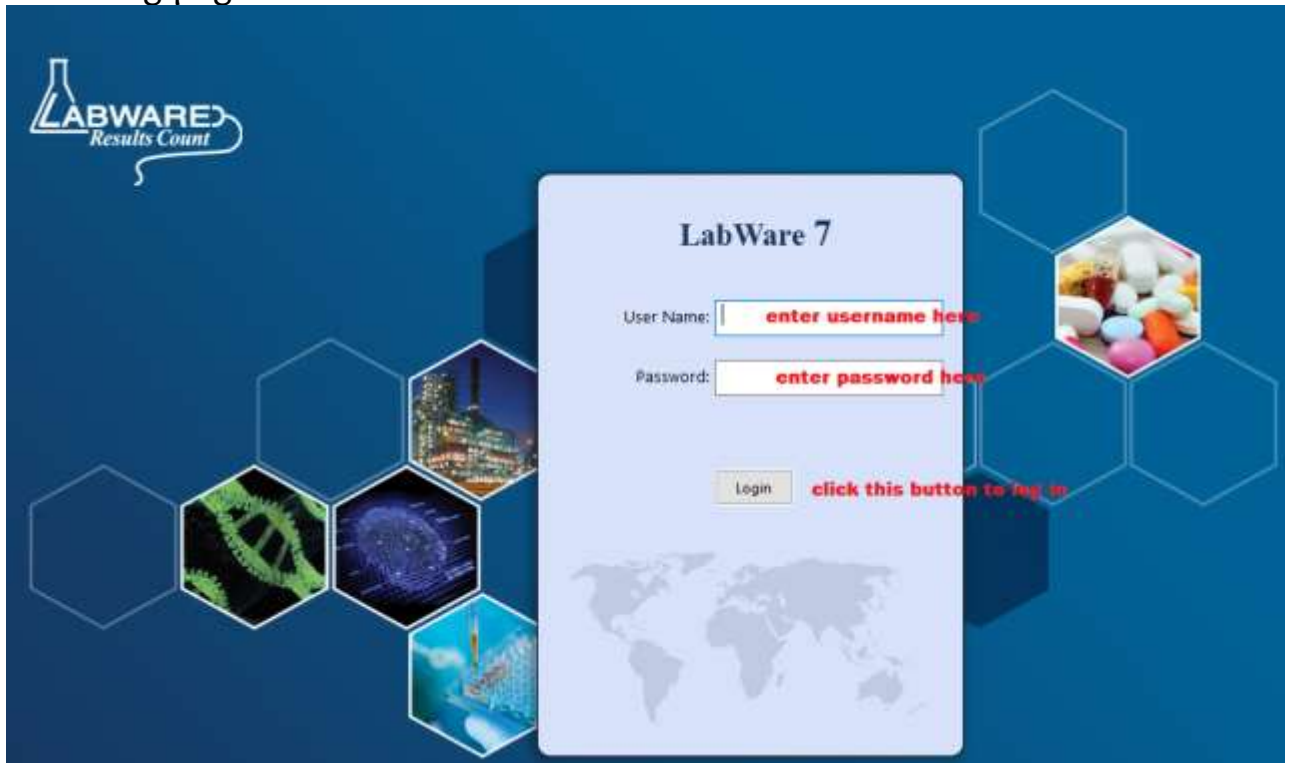 LABWARE
Results Count
LabWare 7
User Name: enter username here
Password: enter password here
Login click this button to log in